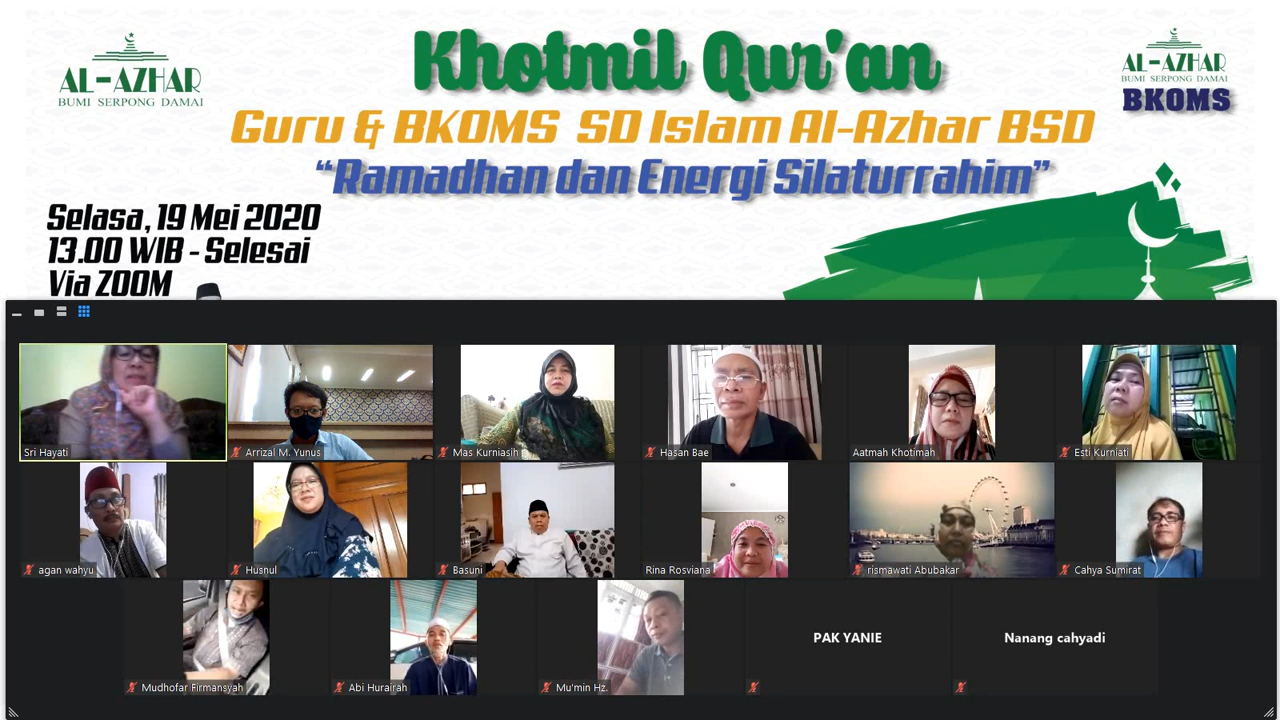 AL-AZHAR
BUMI SERPONG DAMAI
Khotmil Qur'an
AL-AZHAR
BUMI SERPONG DAMAI
BKOMS
Guru & BKOMS SD Islam Al-Azhar BSD
“Ramadhan dan Energi Silaturrahim”
Selasa, 19 Mei 2020
13.00 WIB - Selesai
Via ZOOM
Sri Hayati
Arrizal M. Yunus
Mas Kurniasih
Hasan Bae
Aatmah Khotimah
Esti Kurniati
agan wahyu
Husnul
Basuni
Rina Rosviana
rismawati Abubakar
Cahya Sumirat
Mudhofar Firmansyah
Abi Hurairah
Mu'min Hz.
PAK YANIE
Nanang cahyadi